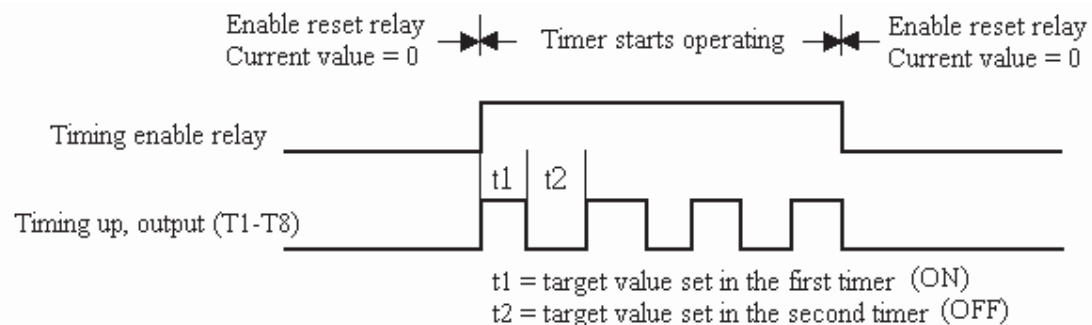 Enable reset relay
Current value = 0
Timer starts operating
Enable reset relay
Current value = 0
Timing enable relay
t1
t2
Timing up, output (T1-T8)
t1 = target value set in the first timer (ON)
t2 = target value set in the second timer (OFF)